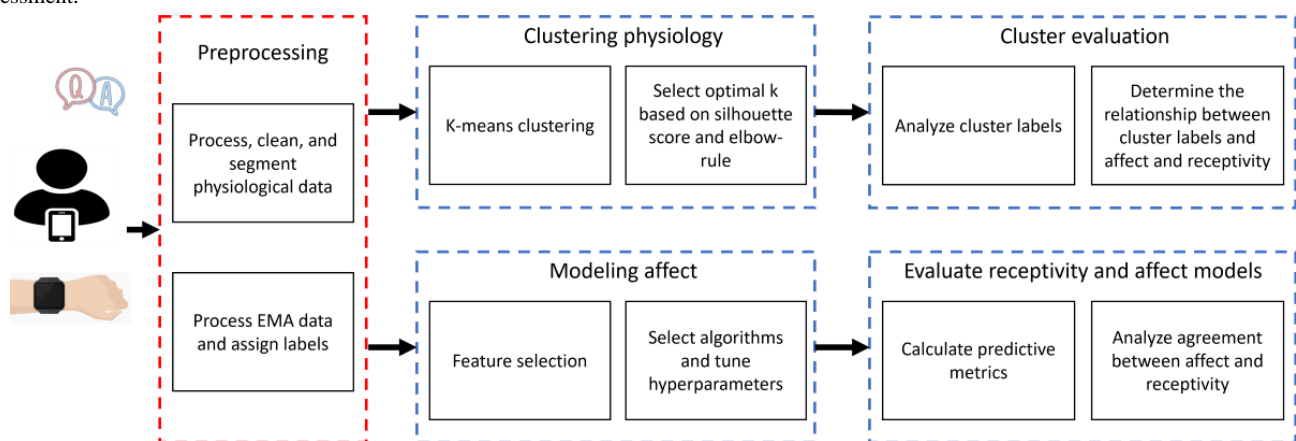 Q A
Preprocessing
Process, clean, and
segment
physiological data
Process EMA data
and assign labels
Clustering physiology
K-means clustering
Select optimal k
based on silhouette
score and elbow-
rule
Cluster evaluation
Analyze cluster labels
Determine the
relationship between
cluster labels and
affect and receptivity
Modeling affect
Feature selection
Select algorithms
and tune
hyperparameters
Evaluate receptivity and affect models
Calculate predictive
metrics
Analyze agreement
between affect and
receptivity